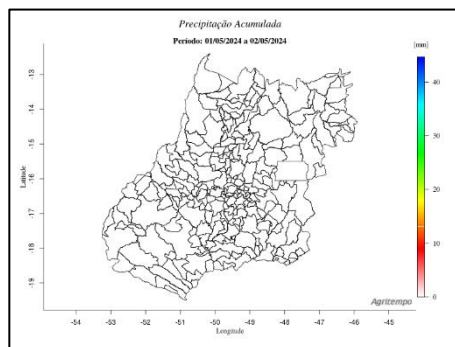 Precipitação Acumulada
Período: 01/05/2024 a 02/05/2024
[mm]
40
30
20
10
0
Latitude
-13
-14
-15
-16
-17
-18
-19
Agritempo
-54 -53 -52 -51 -50 -49 -48 -47 -46 -45
Longitude